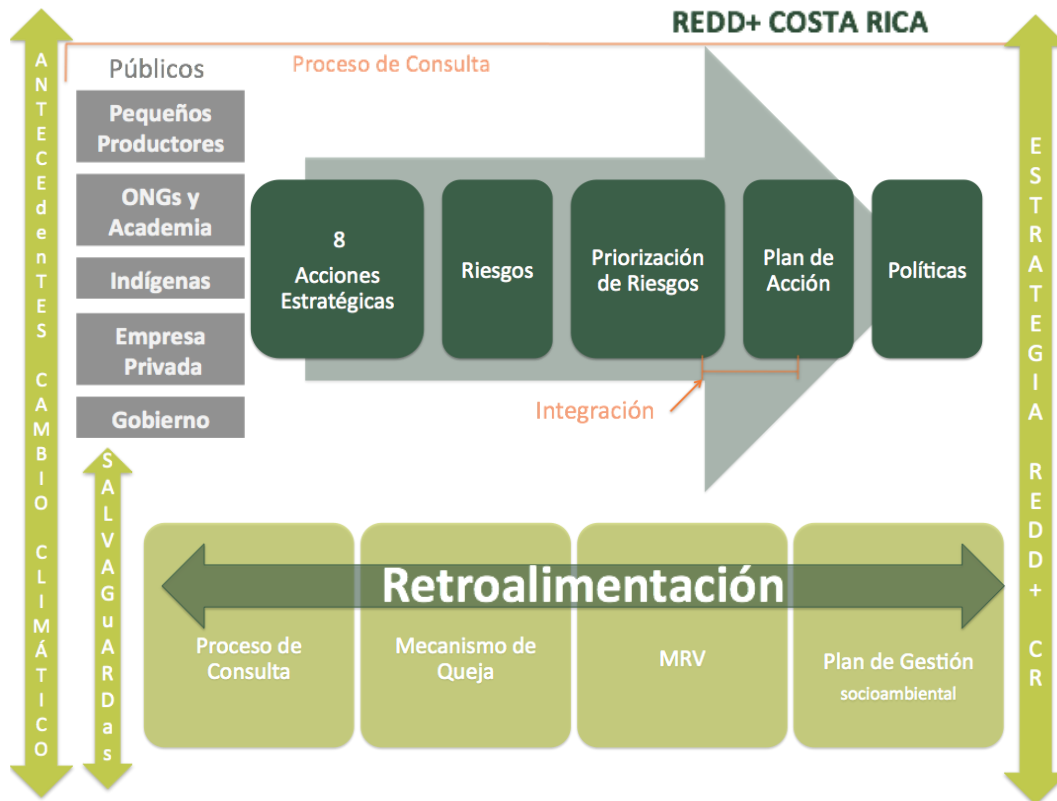 REDD+ COSTA RICA
ANTECEdenTES CAMBIO CLIMÁTICO
Públicos
Proceso de Consulta
Pequeños
Productores
ONGs y
Academia
Indígenas
Empresa
Privada
Gobierno
8
Acciones
Estratégicas
Riesgos
Priorización
de Riesgos
Plan de
Acción
Políticas
Integración
ESTRATEGIA REDD+ CR
SALVAGuARDas
Retroalimentación
Proceso de
Consulta
Mecanismo de
Queja
MRV
Plan de Gestión
socioambiental